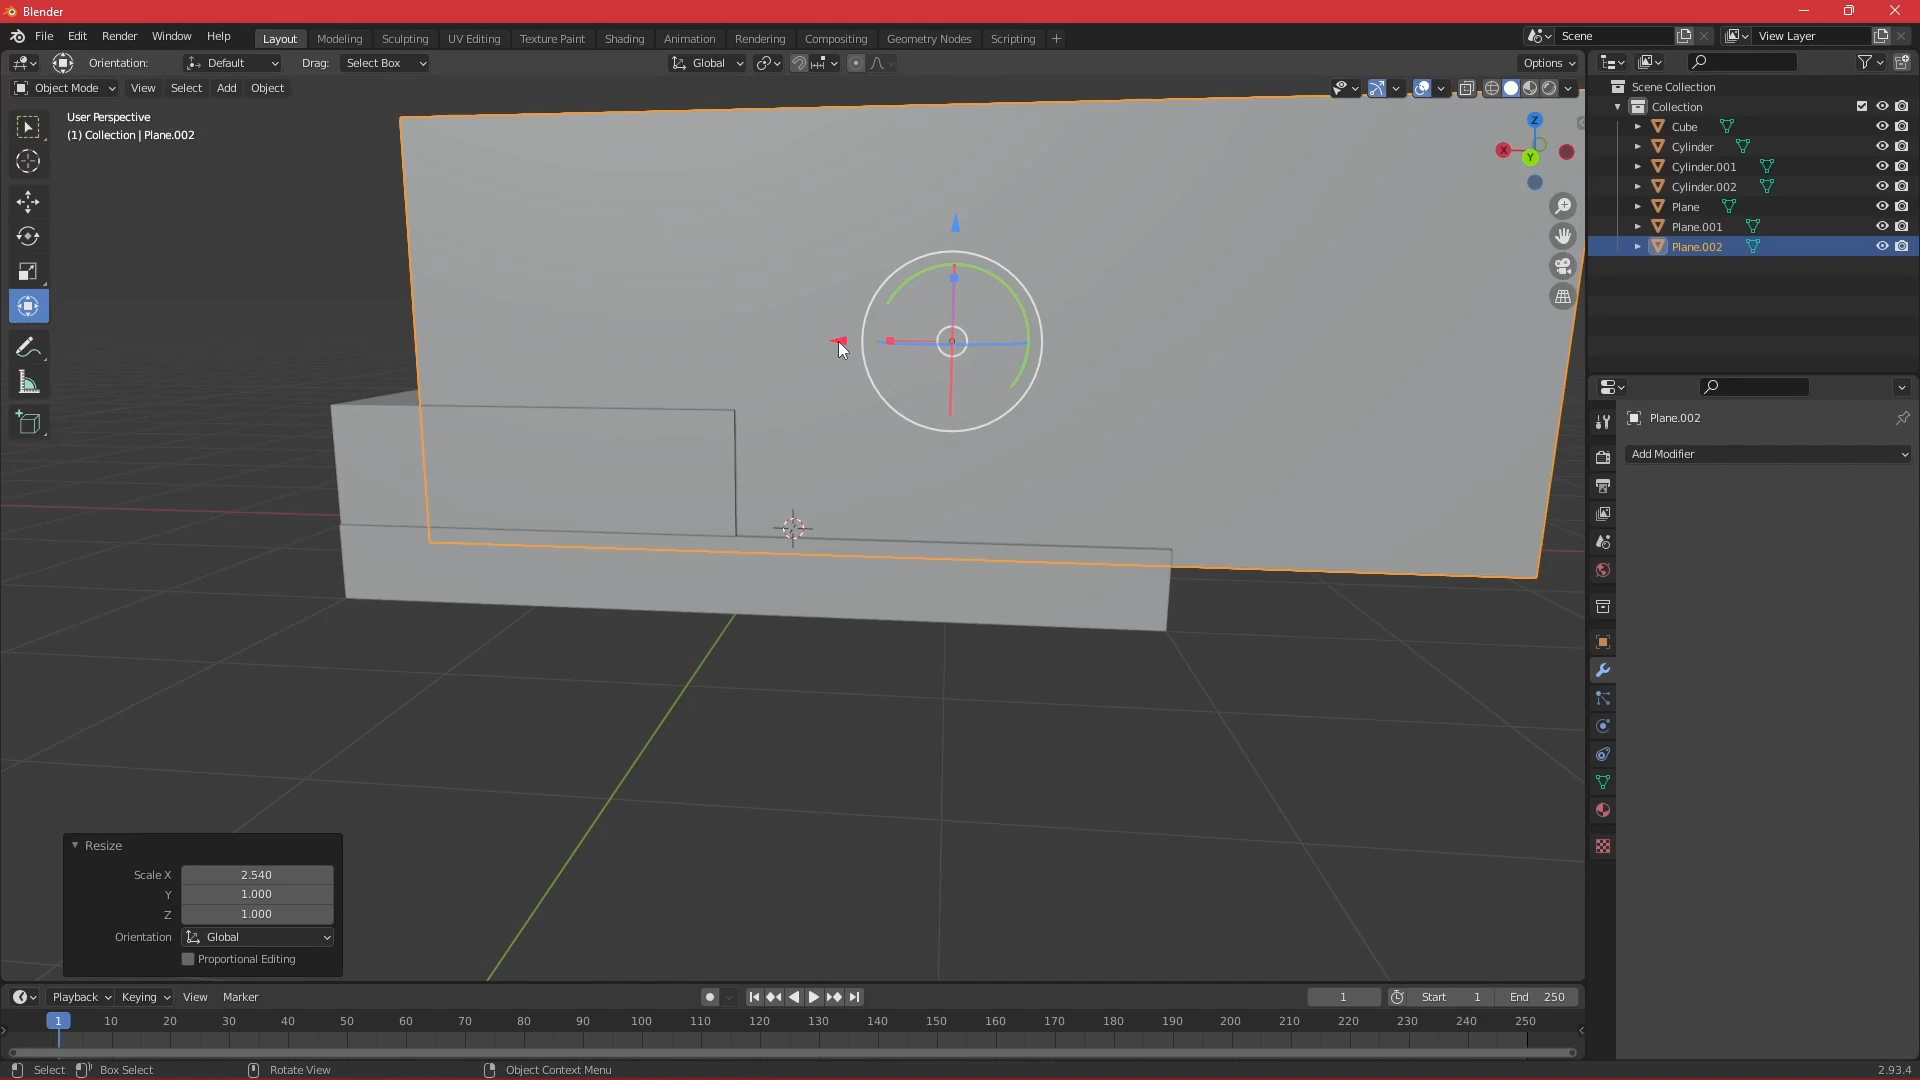 Blender
File Edit Render Window Help Layout Modeling Sculpting UV Editing Texture Paint Shading Animation Rendering Compositing Geometry Nodes Scripting + Scene View Layer
Orientation: Default Drag: Select Box Global Options
Object Mode View Select Add Object
User Perspective
(1) Collection | Plane.002
Z
X
Y
Scene Collection
Collection
Cube
Cylinder
Cylinder.001
Cylinder.002
Plane
Plane.001
Plane.002
Plane.002
Add Modifier
Resize
Scale X 2.540
Y 1.000
Z 1.000
Orientation Global
Proportional Editing
Playback Keying View Marker 1 Start 1 End 250
1 10 20 30 40 50 60 70 80 90 100 110 120 130 140 150 160 170 180 190 200 210 220 230 240 250
Select Box Select Rotate View Object Context Menu 2.93.4